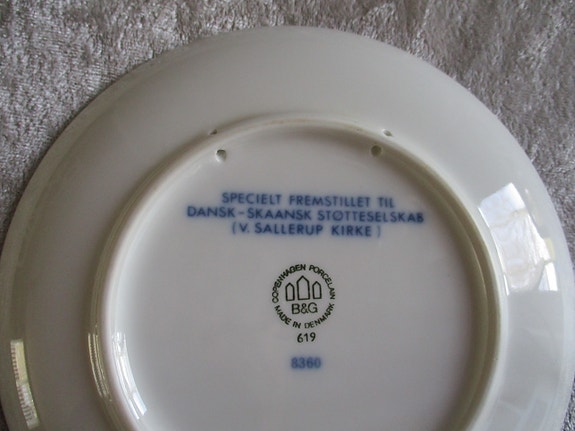 SPECIELT FREMSTILLET TIL
DANSK-SKAANSK STØTTESELSKAB
(V. SALLERUP KIRKE)
COPENHAGEN PORCELAIN
B&G
MADE IN DENMARK
619
8360